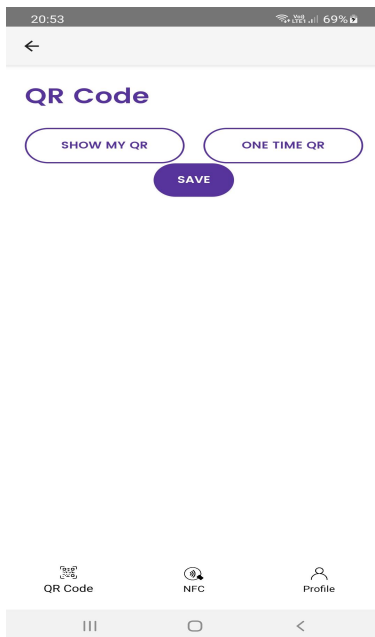 20:53 69%
QR Code
SHOW MY QR ONE TIME QR
SAVE
QR Code NFC Profile